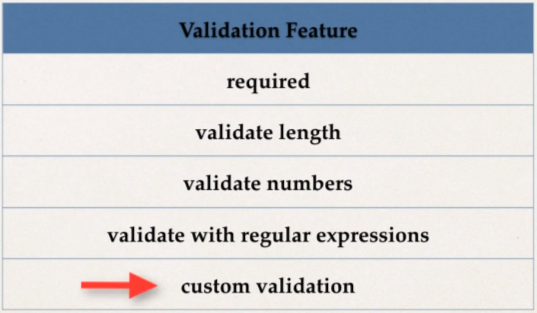 Validation Feature
required
validate length
validate numbers
validate with regular expressions
custom validation